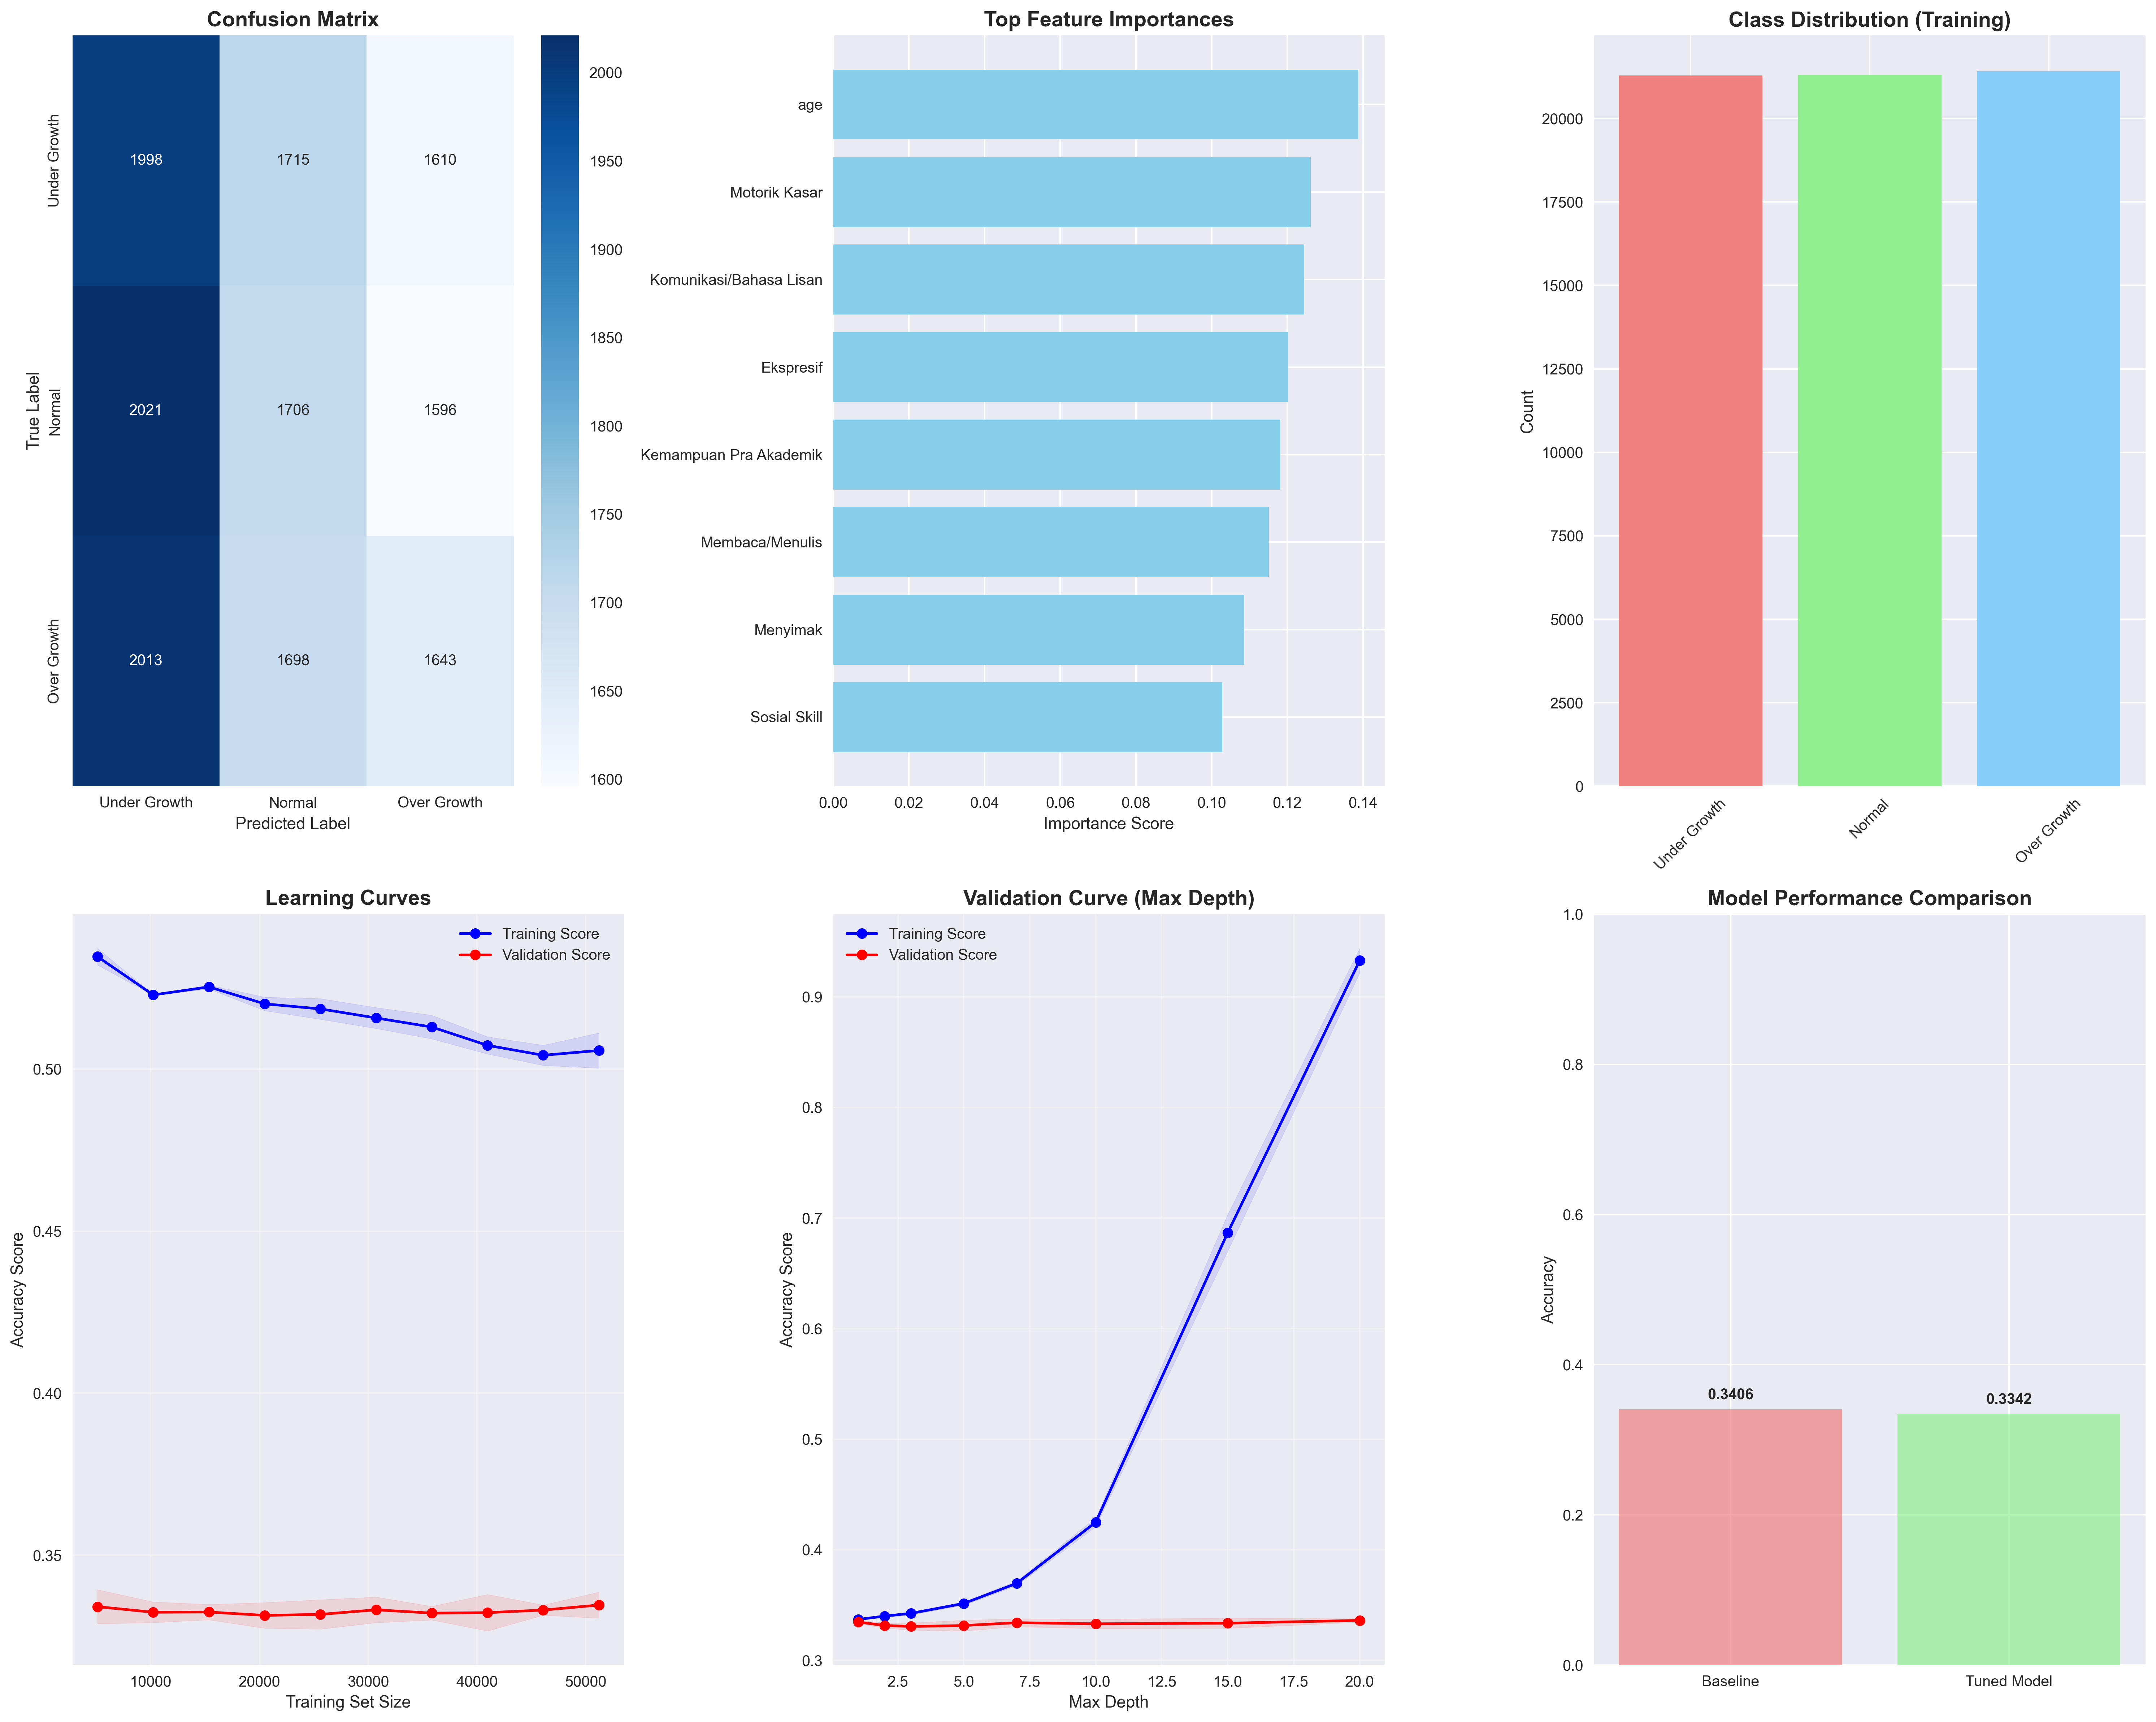 Confusion Matrix
True Label
Under Growth
Normal
Over Growth
1998 1715 1610
2021 1706 1596
2013 1698 1643
Under Growth Normal Over Growth
Predicted Label
2000
1950
1900
1850
1800
1750
1700
1650
1600
Top Feature Importances
age
Motorik Kasar
Komunikasi/Bahasa Lisan
Ekspresif
Kemampuan Pra Akademik
Membaca/Menulis
Menyimak
Sosial Skill
0.00 0.02 0.04 0.06 0.08 0.10 0.12 0.14
Importance Score
Class Distribution (Training)
Count
20000
17500
15000
12500
10000
7500
5000
2500
0
Under Growth
Normal
Over Growth
Learning Curves
Training Score
Validation Score
Accuracy Score
0.50
0.45
0.40
0.35
10000 20000 30000 40000 50000
Training Set Size
Validation Curve (Max Depth)
Training Score
Validation Score
Accuracy Score
0.9
0.8
0.7
0.6
0.5
0.4
0.3
2.5 5.0 7.5 10.0 12.5 15.0 17.5 20.0
Max Depth
Model Performance Comparison
Accuracy
1.0
0.8
0.6
0.4
0.2
0.0
0.3406
0.3342
Baseline Tuned Model